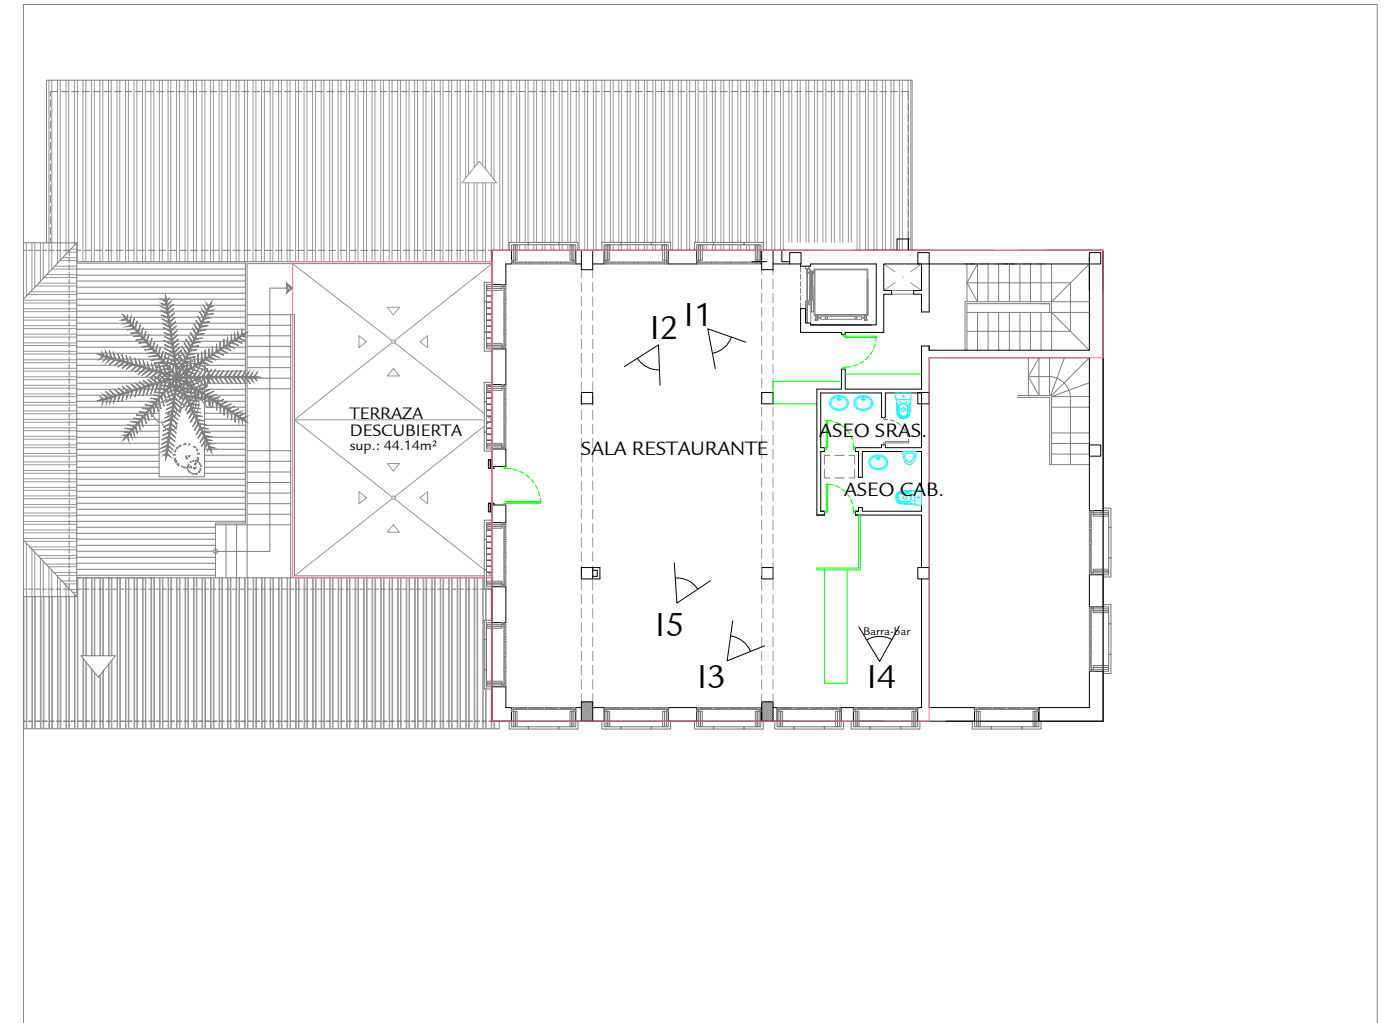 I2 I1
TERRAZA
DESCUBIERTA
sup.: 44.14m²
SALA RESTAURANTE
ASEO SRAS.
ASEO CAB.
I5
Barra-bar
I3
I4